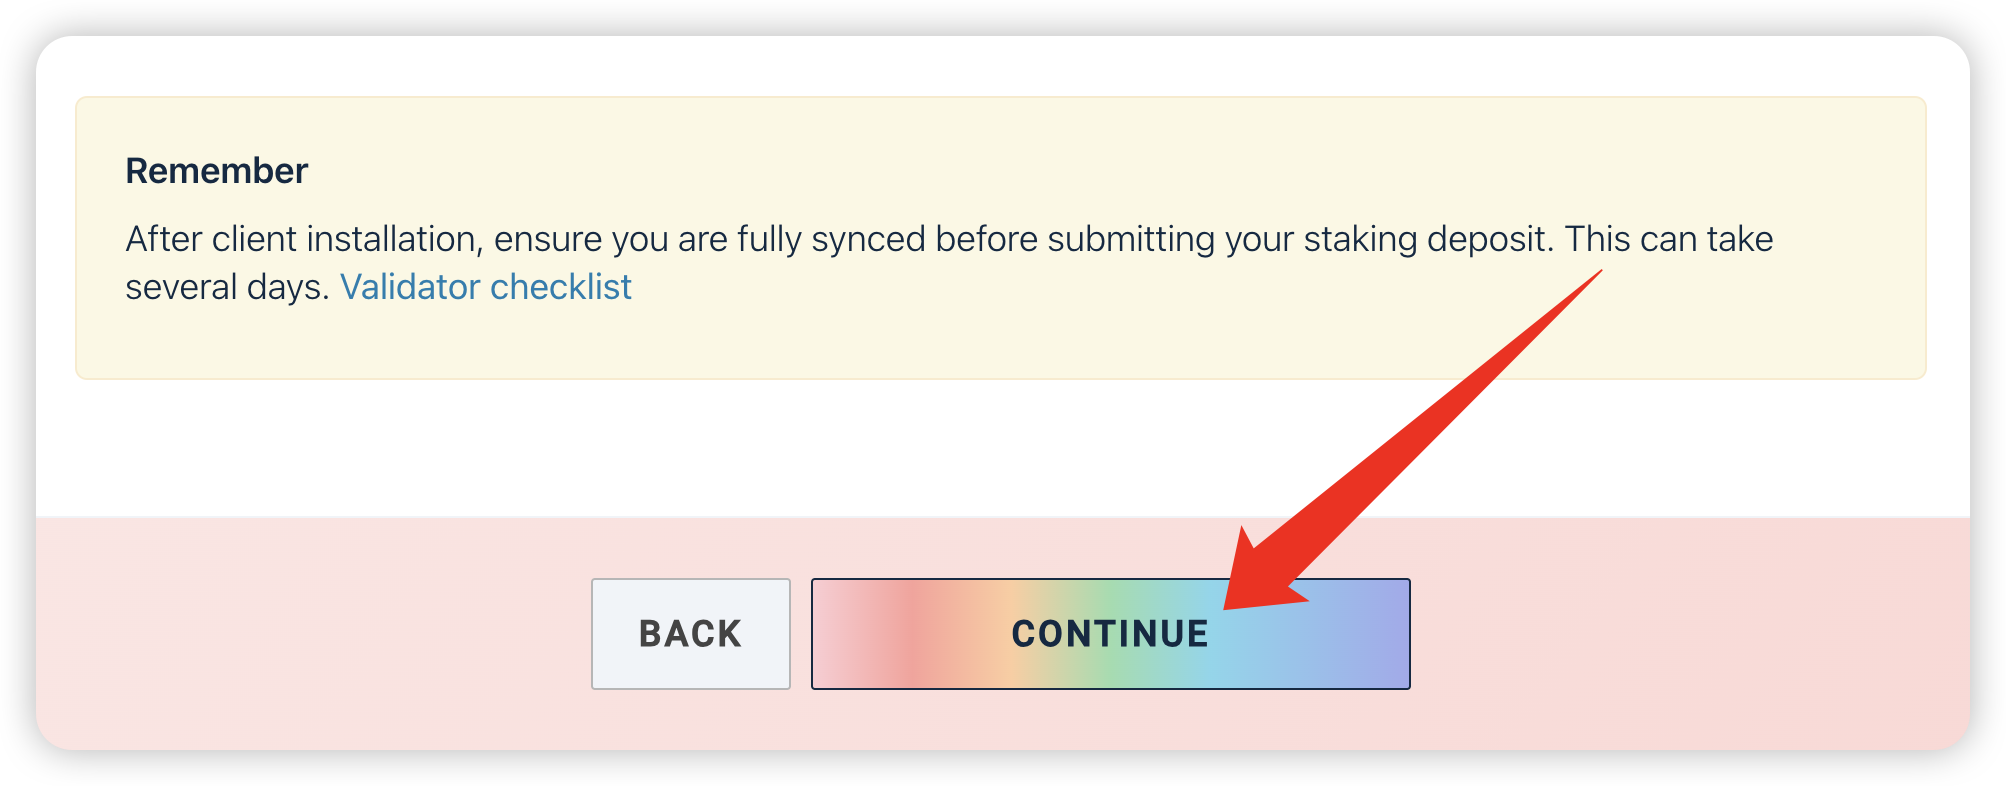 Remember
After client installation, ensure you are fully synced before submitting your staking deposit. This can take
several days. Validator checklist
BACK
CONTINUE